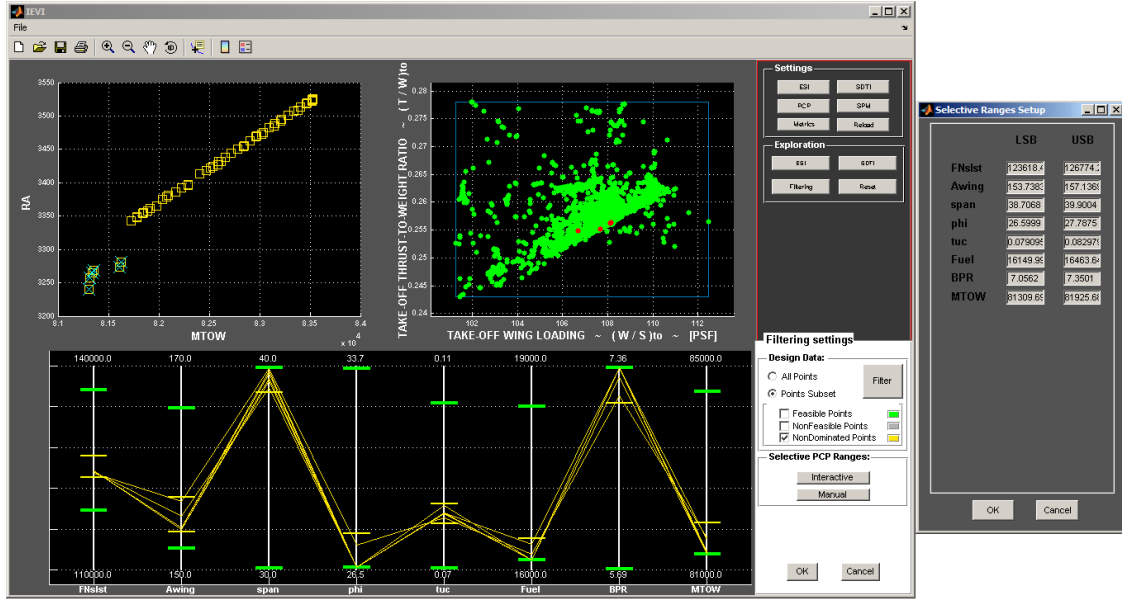 IEVI
File
3550
3500
3450
3400
3350
3300
3250
3200
RA
8.1
8.15
8.2
8.25
8.3
8.35
8.4
x 10⁴
MTOW
TAKE-OFF THRUST-TO-WEIGHT RATIO ~ ( T / W )to
0.28
0.275
0.27
0.265
0.26
0.255
0.25
0.245
0.24
102
104
106
108
110
112
TAKE-OFF WING LOADING ~ ( W / S )to ~ [PSF]
140000.0 170.0 40.0 33.7 0.11 19000.0 7.36 85000.0
110000.0 150.0 30.0 26.5 0.07 16000.0 5.69 81000.0
FNslst Awing span phi tuc Fuel BPR MTOW
Settings
ESI SDTI
PCP SPM
Metrics Reload
Exploration
SDTI
Filtering Reset
Filtering settings
Design Data:
All Points
Points Subset
Filter
Feasible Points
NonFeasible Points
NonDominated Points
Selective PCP Ranges:
Interactive
Manual
OK Cancel
Selective Ranges Setup
LSB USB
FNslst 123618.4 126774.2
Awing 153.738 157.136
span 38.7068 39.9004
phi 26.5999 27.7875
tuc 0.079095 0.082979
Fuel 16149.99 16463.64
BPR 7.0562 7.3501
MTOW 81309.69 81925.66
OK Cancel